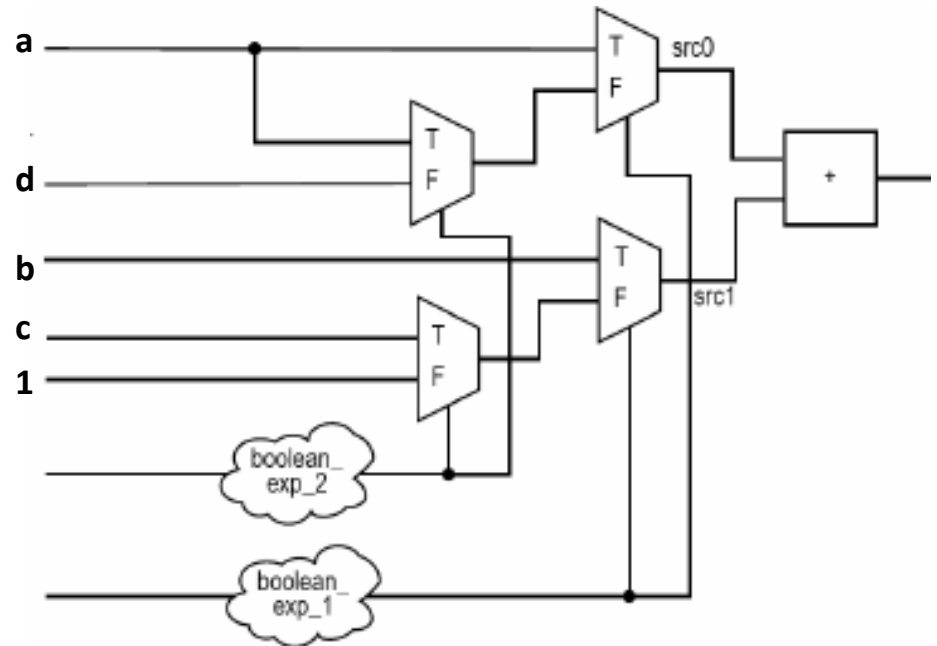 a
T
src0
F
T
d
F
+
b
T
F
src1
c
T
1
F
boolean_
exp_2
boolean_
exp_1